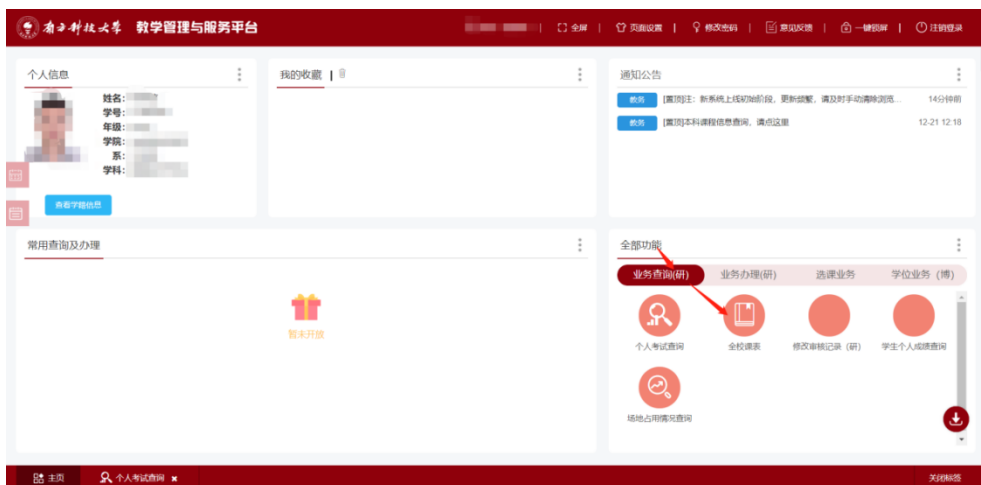 南方科技大学 教学管理与服务平台
全屏 | 页面设置 | 修改密码 | 意见反馈 | 一键锁屏 | 注销登录
个人信息
姓名:
学号:
年级:
学院:
系:
学科:
查看学籍信息
我的收藏 |
通知公告
教务 [置顶]注:新系统上线初始阶段,更新频繁,请及时手动清除浏览... 14分钟前
教务 [置顶]本科课程信息查询,请点这里 12-21 12:18
常用查询及办理
暂未开放
全部功能
业务查询(研) 业务办理(研) 选课业务 学位业务(博)
个人考试查询 全校课表 修改审核记录(研) 学生个人成绩查询
场地占用情况查询
主页 个人考试查询 × 关闭标签